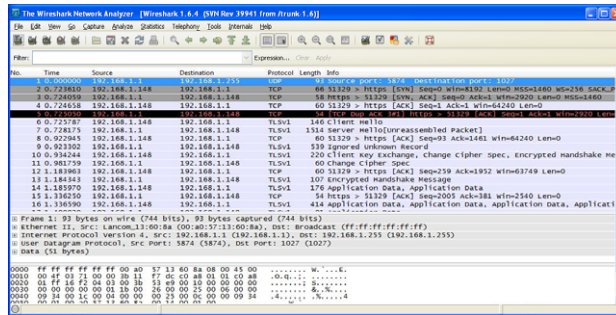 The Wireshark Network Analyzer [Wireshark 1.6.4 (SVN Rev 39941 from /trunk-1.6)]
File Edit View Go Capture Analyze Statistics Telephony Tools Internals Help
Filter: Expression... Clear Apply
No. Time Source Destination Protocol Length Info
1 0.000000 192.168.1.1 192.168.1.255 UDP 93 Source port: 5874 Destination port: 1027
2 0.723610 192.168.1.148 192.168.1.1 TCP 66 51329 > https [SYN] Seq=0 Win=8192 Len=0 MSS=1460 WS=256 SACK_P
3 0.724059 192.168.1.1 192.168.1.148 TCP 58 https > 51329 [SYN, ACK] Seq=0 Ack=1 Win=2920 Len=0 MSS=1460
4 0.724658 192.168.1.148 192.168.1.1 TCP 60 51329 > https [ACK] Seq=1 Ack=1 Win=64240 Len=0
5 0.725050 192.168.1.1 192.168.1.148 TCP 54 [TCP Dup ACK 3#1] https > 51329 [ACK] Seq=1 Ack=1 Win=2920 Len=
6 0.725787 192.168.1.148 192.168.1.1 TLSv1 146 Client Hello
7 0.728175 192.168.1.1 192.168.1.148 TLSv1 1514 Server Hello[Unreassembled Packet]
8 0.922945 192.168.1.148 192.168.1.1 TCP 60 51329 > https [ACK] Seq=93 Ack=1461 Win=64240 Len=0
9 0.923302 192.168.1.1 192.168.1.148 TLSv1 539 Ignored Unknown Record
10 0.934244 192.168.1.148 192.168.1.1 TLSv1 220 Client Key Exchange, Change Cipher Spec, Encrypted Handshake Me
11 0.981759 192.168.1.1 192.168.1.148 TLSv1 60 Change Cipher Spec
12 1.183963 192.168.1.148 192.168.1.1 TCP 60 51329 > https [ACK] Seq=259 Ack=1952 Win=63749 Len=0
13 1.184343 192.168.1.1 192.168.1.148 TLSv1 107 Encrypted Handshake Message
14 1.185970 192.168.1.148 192.168.1.1 TLSv1 176 Application Data, Application Data
15 1.336250 192.168.1.1 192.168.1.148 TCP 54 https > 51329 [ACK] Seq=2005 Ack=381 Win=2540 Len=0
16 1.336590 192.168.1.148 192.168.1.1 TLSv1 414 Application Data, Application Data, Application Data, Applicati
Frame 1: 93 bytes on wire (744 bits), 93 bytes captured (744 bits)
Ethernet II, Src: Lancom_13:60:8a (00:a0:57:13:60:8a), Dst: Broadcast (ff:ff:ff:ff:ff:ff)
Internet Protocol Version 4, Src: 192.168.1.1 (192.168.1.1), Dst: 192.168.1.255 (192.168.1.255)
User Datagram Protocol, Src Port: 5874 (5874), Dst Port: 1027 (1027)
Data (51 bytes)
0000 ff ff ff ff ff ff 00 a0 57 13 60 8a 08 00 45 00 ........ W.`...E.